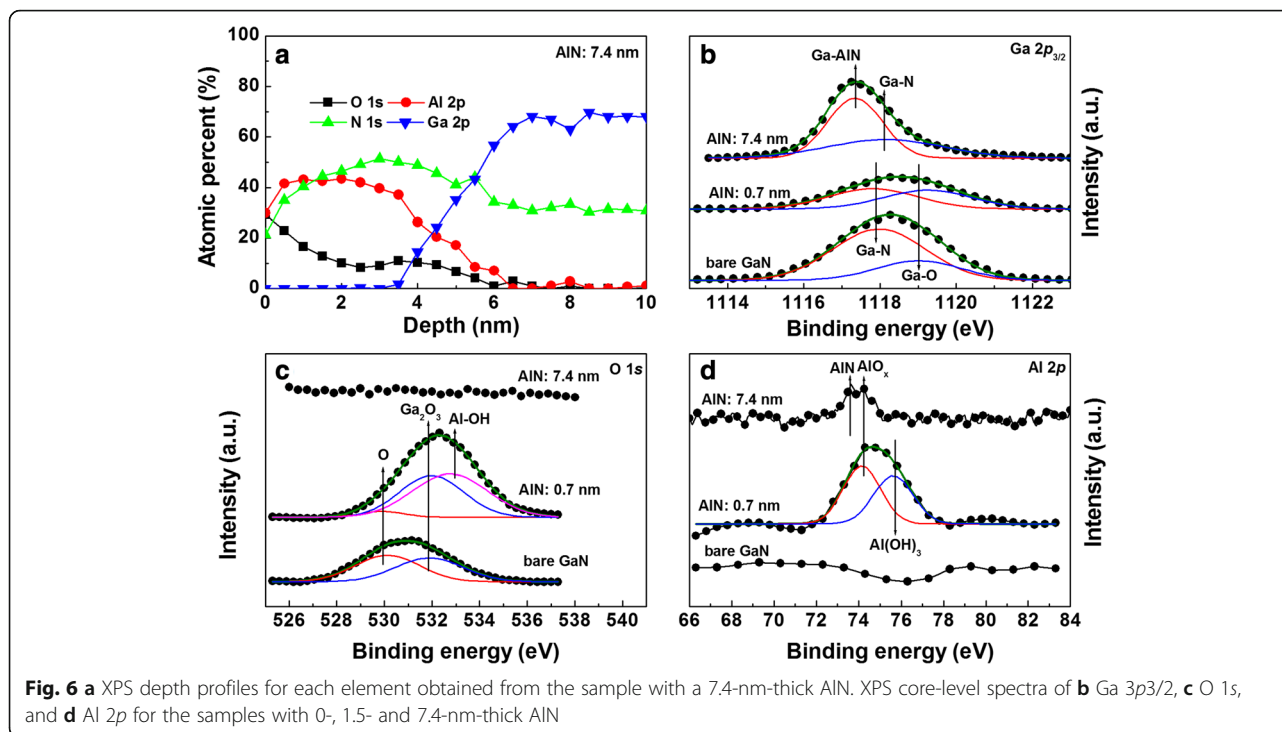 a
AlN: 7.4 nm
O 1s
Al 2p
N 1s
Ga 2p
Atomic percent (%)
100
80
60
40
20
0
0 2 4 6 8 10
Depth (nm)
b
Ga 2p3/2
Ga-AlN
Ga-N
AlN: 7.4 nm
AlN: 0.7 nm
bare GaN
Ga-N
Ga-O
Intensity (a.u.)
1114 1116 1118 1120 1122
Binding energy (eV)
c
O 1s
AlN: 7.4 nm
Ga2O3
Al-OH
O
AlN: 0.7 nm
bare GaN
Intensity (a.u.)
526 528 530 532 534 536 538 540
Binding energy (eV)
d
Al 2p
AlN
AlOx
AlN: 7.4 nm
AlN: 0.7 nm
Al(OH)3
bare GaN
Intensity (a.u.)
66 68 70 72 74 76 78 80 82 84
Binding energy (eV)
Fig. 6 a XPS depth profiles for each element obtained from the sample with a 7.4-nm-thick AlN. XPS core-level spectra of b Ga 3p3/2, c O 1s,
and d Al 2p for the samples with 0-, 1.5- and 7.4-nm-thick AlN